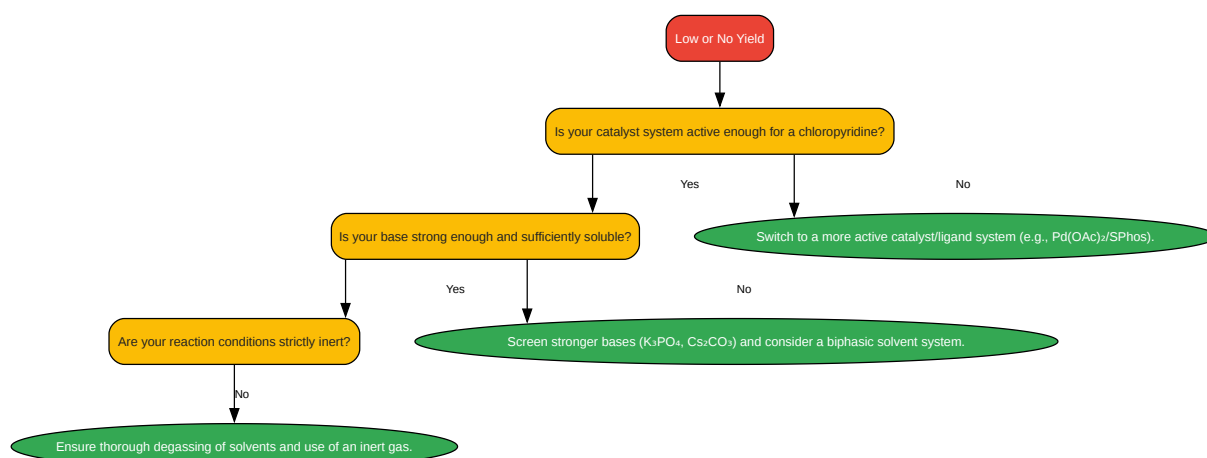 Low or No Yield
Is your catalyst system active enough for a chloropyridine?
Yes
No
Is your base strong enough and sufficiently soluble?
Switch to a more active catalyst/ligand system (e.g., Pd(OAc)₂/SPhos).
Yes
No
Are your reaction conditions strictly inert?
Screen stronger bases (K₃PO₄, Cs₂CO₃) and consider a biphasic solvent system.
No
Ensure thorough degassing of solvents and use of an inert gas.